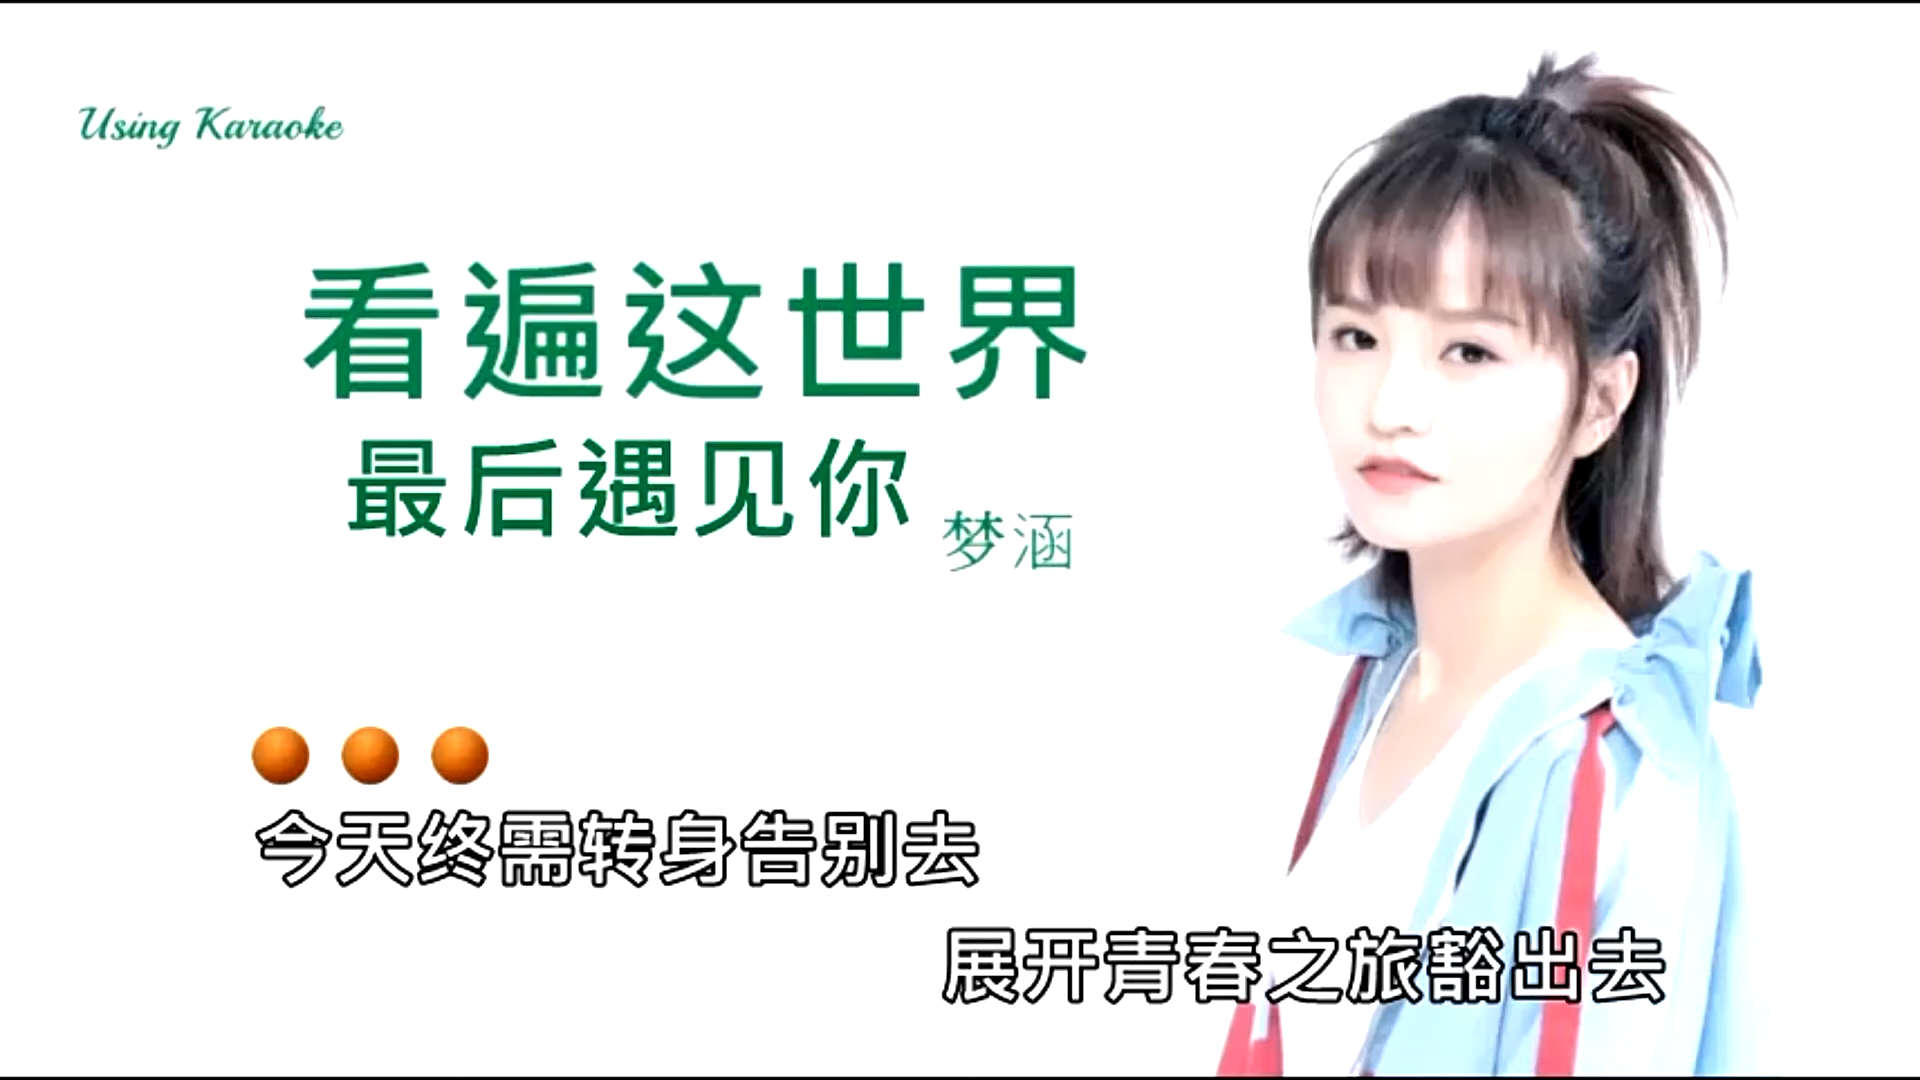 Using Karaoke
看遍这世界
最后遇见你
梦涵
今天终需转身告别去
展开青春之旅豁出去